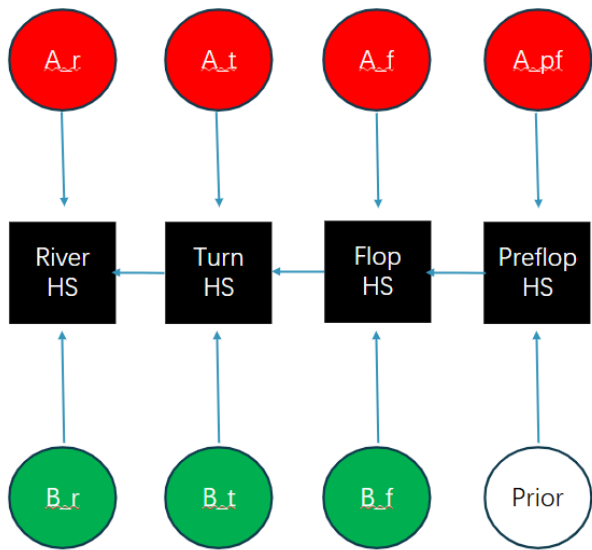 A_r
A_t
A_f
A_pf
River
HS
Turn
HS
Flop
HS
Preflop
HS
B_r
B_t
B_f
Prior